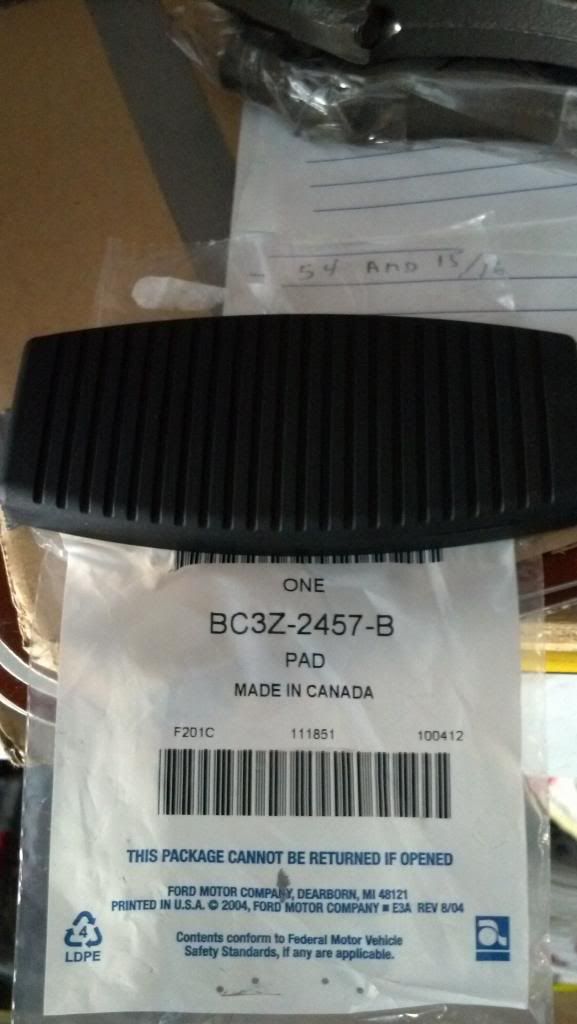 54 AND 15/16
ONE
BC3Z-2457-B
PAD
MADE IN CANADA
F201C 111851 100412
THIS PACKAGE CANNOT BE RETURNED IF OPENED
FORD MOTOR COMPANY, DEARBORN, MI 48121
PRINTED IN U.S.A. © 2004, FORD MOTOR COMPANY ■ E3A REV 8/04
Contents conform to Federal Motor Vehicle
Safety Standards, if any are applicable.
4
LDPE